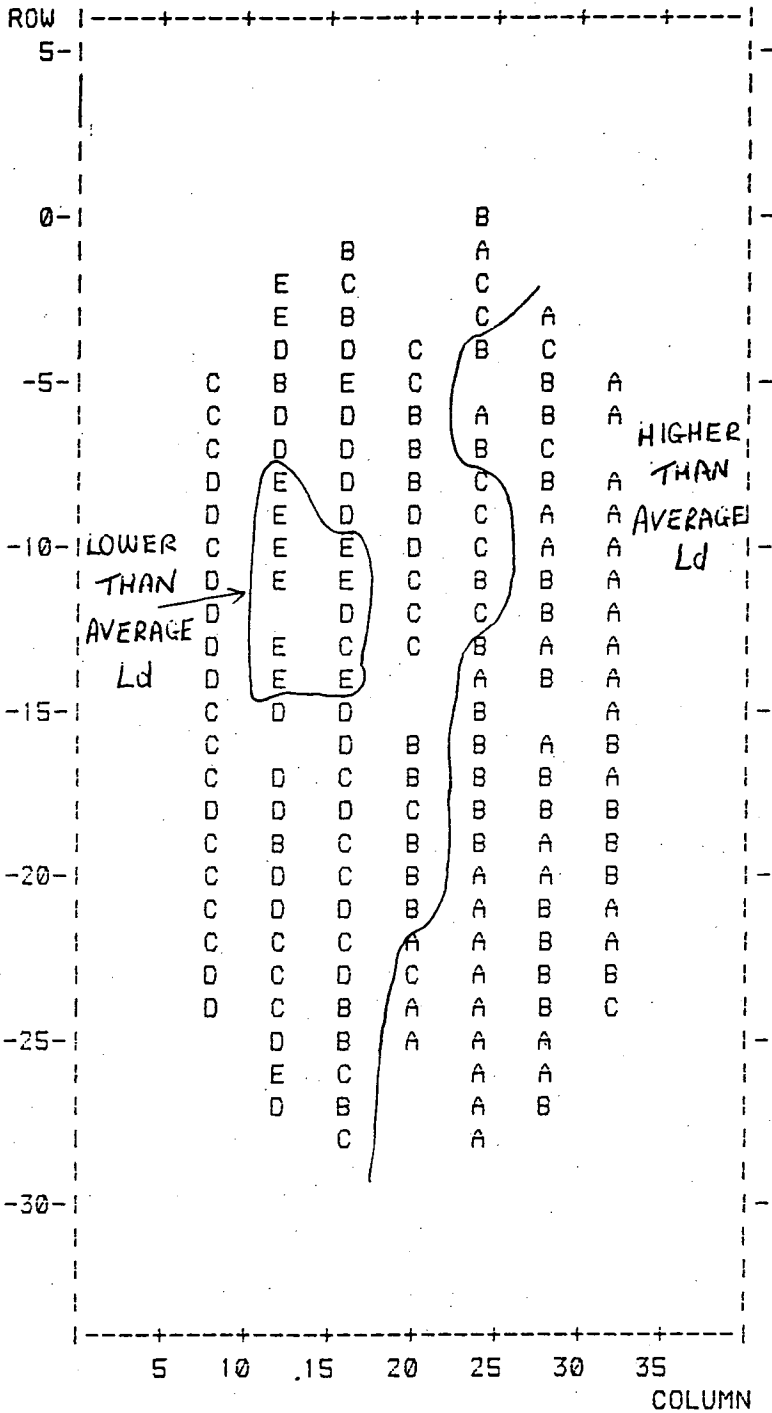 ROW |-----+----+----+----+----+----+----+-----|
5-| |-
0-| B |-
B A
E C C
E B C A
D D C B C
-5-| C B E C B A |-
C D D B A B A
C D D B B C
HIGHER
D E D B C B A
THAN
D E D D C A A
AVERAGE
-10-| C E E D C A A |-
Ld
LOWER
D E E C B B A
THAN
D D C C B A
AVERAGE
D E C C B A A
D E E A B A
Ld
-15-| C D D B A |-
C D B B A B
C D C B B B A
D D D C B B B
C B C B B A B
-20-| C D C B A A B |-
C D D B A B A
C C C A A B A
D C D C A B B
D C B A A B C
-25-| D B A A A |-
E C A A
D B A B
C A
-30-| |-
|-----+----+----+----+----+----+----+-----|
5 10 .15 20 25 30 35
COLUMN